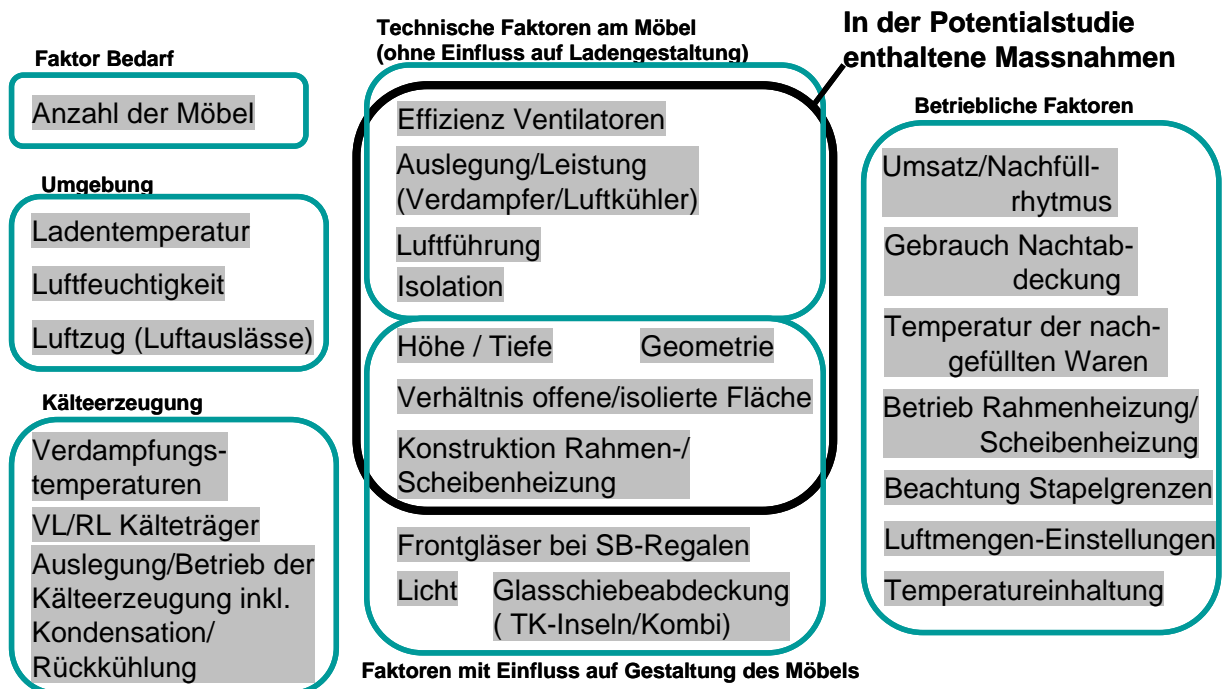 Faktor Bedarf
Anzahl der Möbel
Umgebung
Ladentemperatur
Luftfeuchtigkeit
Luftzug (Luftauslässe)
Kälteerzeugung
Verdampfungs-
temperaturen
VL/RL Kälteträger
Auslegung/Betrieb der
Kälteerzeugung inkl.
Kondensation/
Rückkühlung
Technische Faktoren am Möbel
(ohne Einfluss auf Ladengestaltung)
Effizienz Ventilatoren
Auslegung/Leistung
(Verdampfer/Luftkühler)
Luftführung
Isolation
Höhe / Tiefe Geometrie
Verhältnis offene/isolierte Fläche
Konstruktion Rahmen-/
Scheibenheizung
Frontgläser bei SB-Regalen
Licht Glasschiebeabdeckung
( TK-Inseln/Kombi)
Faktoren mit Einfluss auf Gestaltung des Möbels
In der Potentialstudie
enthaltene Massnahmen
Betriebliche Faktoren
Umsatz/Nachfüll-
rhytmus
Gebrauch Nachtab-
deckung
Temperatur der nach-
gefüllten Waren
Betrieb Rahmenheizung/
Scheibenheizung
Beachtung Stapelgrenzen
Luftmengen-Einstellungen
Temperatureinhaltung